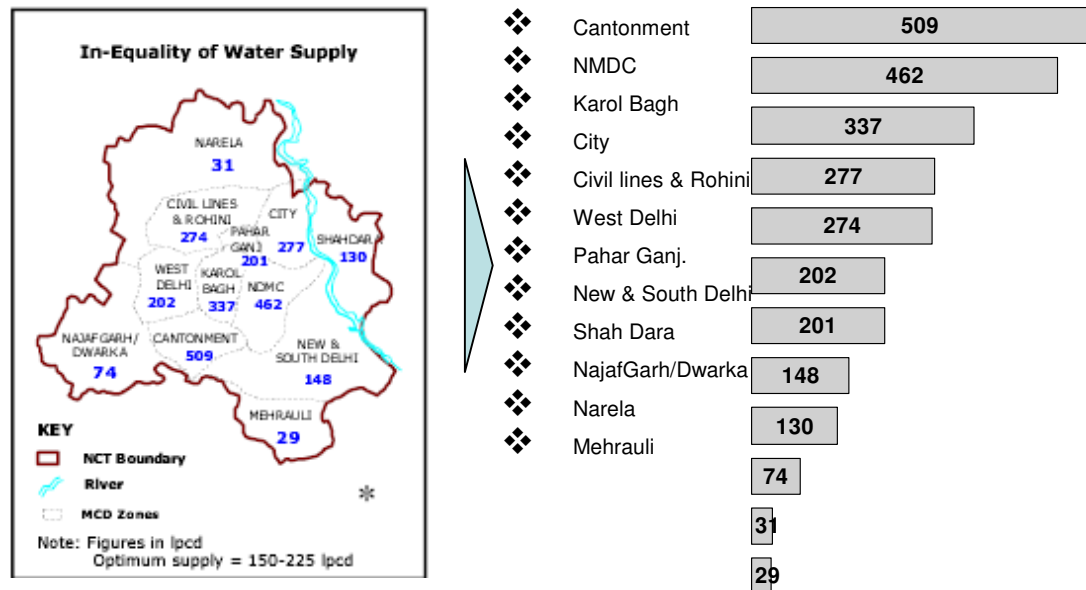 In-Equality of Water Supply
NARELA
31
CIVIL LINES
& ROHINI
274
CITY
277
PAHAR
GANJ
201
SHAHDARA
130
WEST
DELHI
202
KAROL
BAGH
337
NDMC
462
NAJAFGARH/
DWARKA
74
CANTONMENT
509
NEW &
SOUTH DELHI
148
MEHRAULI
29
KEY
NCT Boundary
River
MCD Zones
*
Note: Figures in lpcd
Optimum supply = 150-225 lpcd
❖ Cantonment
❖ NMDC
❖ Karol Bagh
❖ City
❖ Civil lines & Rohini
❖ West Delhi
❖ Pahar Ganj.
❖ New & South Delhi
❖ Shah Dara
❖ NajafGarh/Dwarka
❖ Narela
❖ Mehrauli
509
462
337
277
274
202
201
148
130
74
31
29